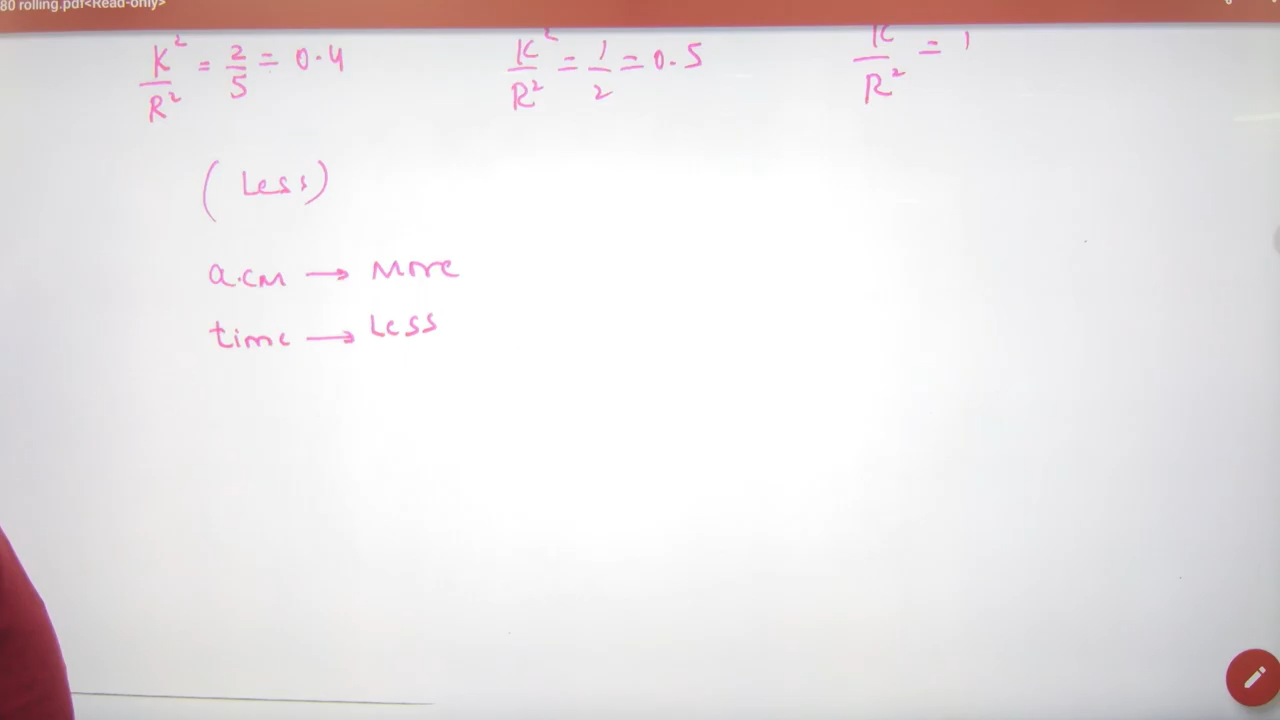 80 rolling.pdf<Read-only>
K²/R² = 2/5 = 0.4
K²/R² = 1/2 = 0.5
K/R² = 1
(Less)
a.cm → More
time → Less